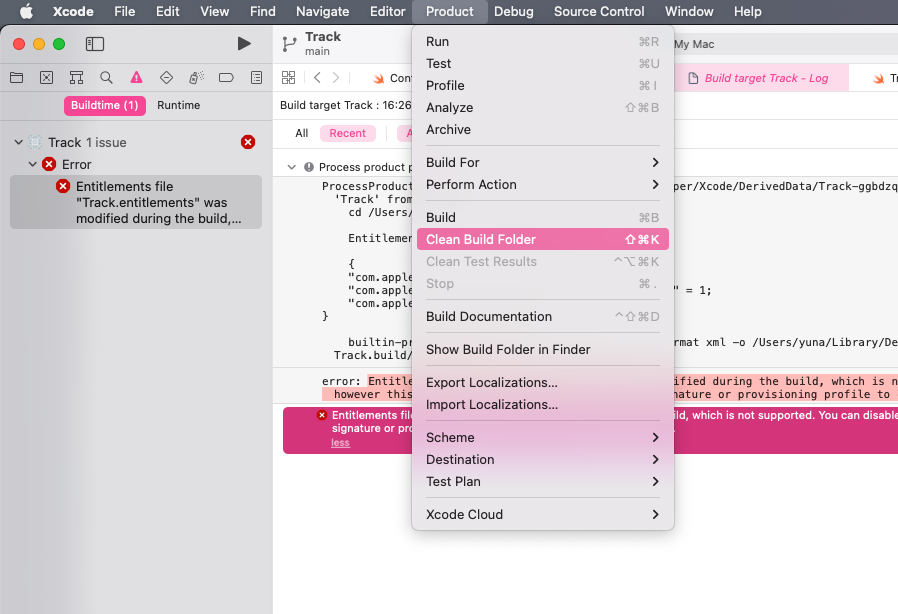 Xcode File Edit View Find Navigate Editor Product Debug Source Control Window Help
Track
main
My Mac
Build target Track - Log
Buildtime (1) Runtime
Build target Track : 16:26
All Recent
Track 1 issue
Error
Entitlements file
"Track.entitlements" was
modified during the build,...
Process product
ProcessProduct
per/Xcode/DerivedData/Track-ggbdzq
'Track' from
cd /Users/
Entitlemen
{
"com.apple
"com.apple
" = 1;
"com.apple
}
builtin-pr
rmat xml -o /Users/yuna/Library/De
Track.build/
error: Entitle
ified during the build, which is n
however this
nature or provisioning profile to
Entitlements file
ild, which is not supported. You can disable
signature or pro
less
Run ⌘R
Test ⌘U
Profile ⌘I
Analyze ⇧⌘B
Archive
Build For
Perform Action
Build ⌘B
Clean Build Folder ⇧⌘K
Clean Test Results ^⌥⌘K
Stop ⌘.
Build Documentation ^⇧⌘D
Show Build Folder in Finder
Export Localizations...
Import Localizations...
Scheme
Destination
Test Plan
Xcode Cloud